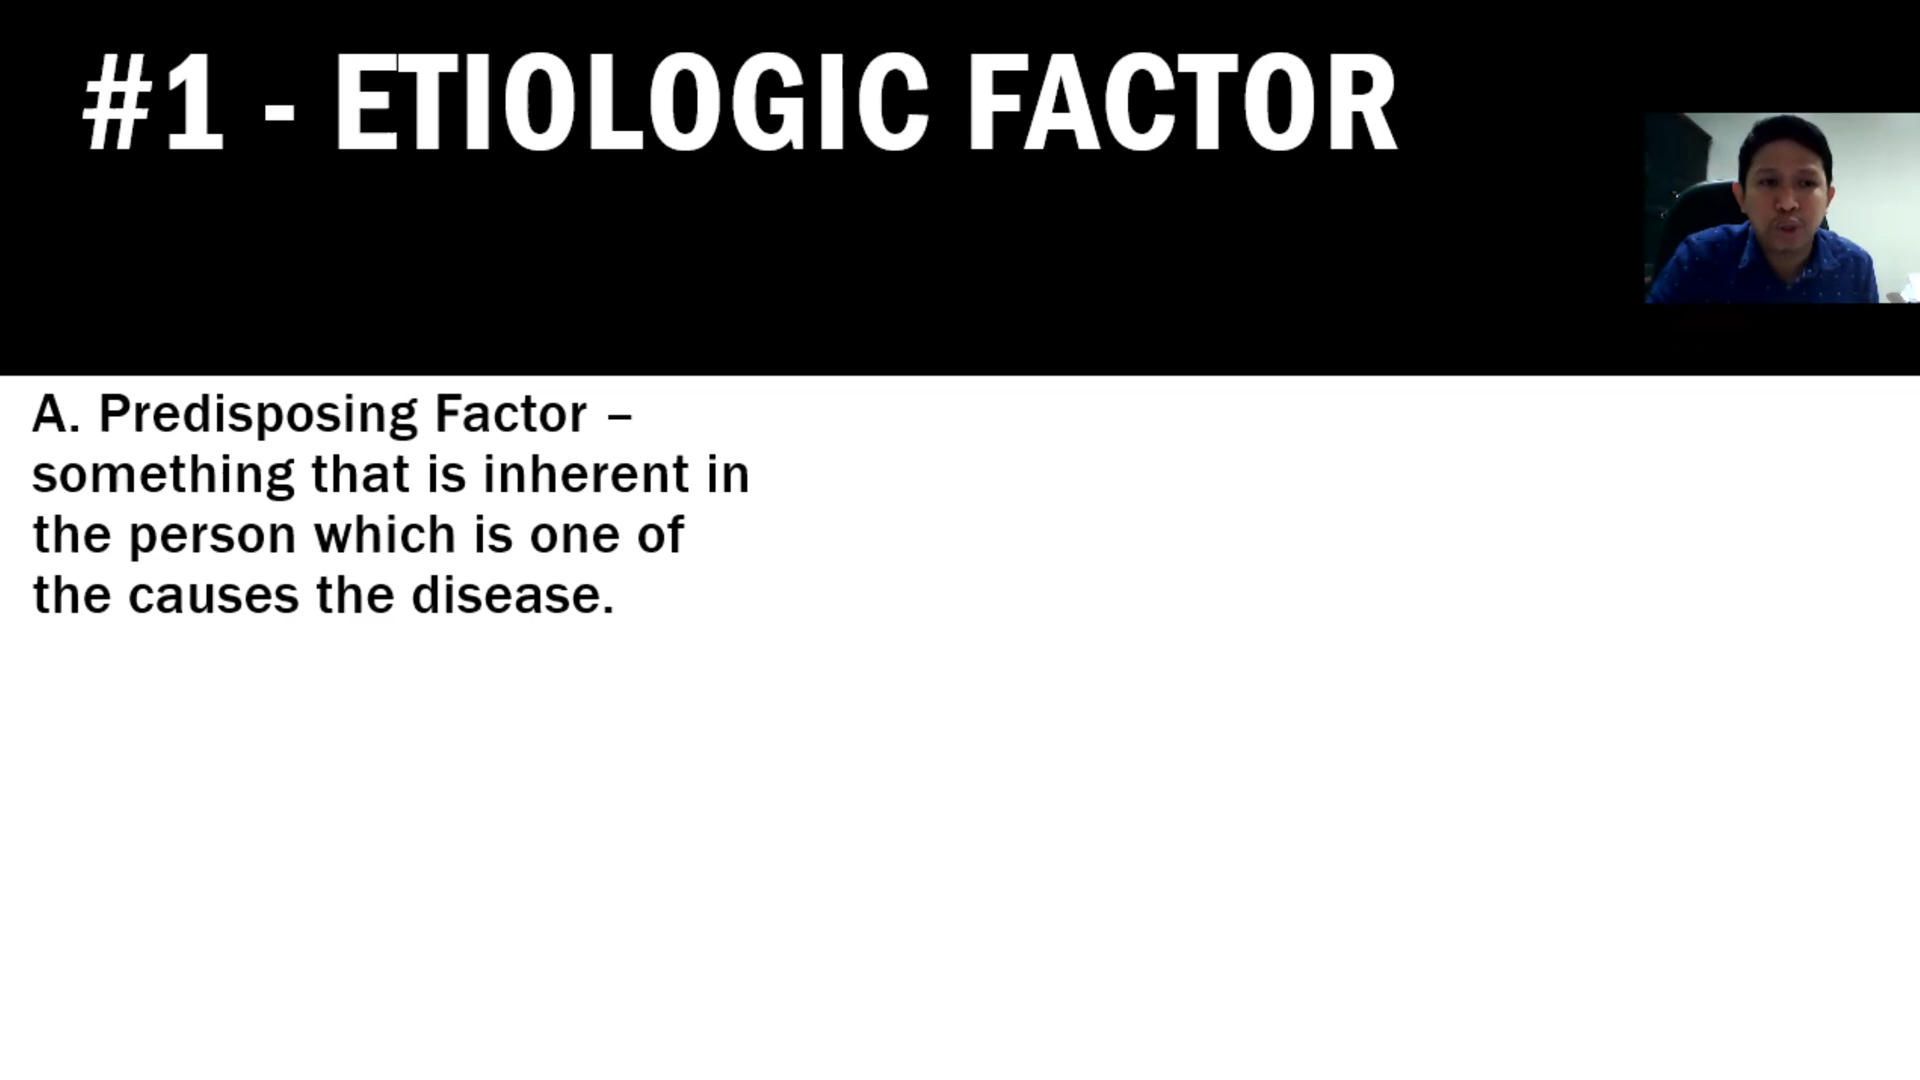 #1 - ETIOLOGIC FACTOR
A. Predisposing Factor –
something that is inherent in
the person which is one of
the causes the disease.